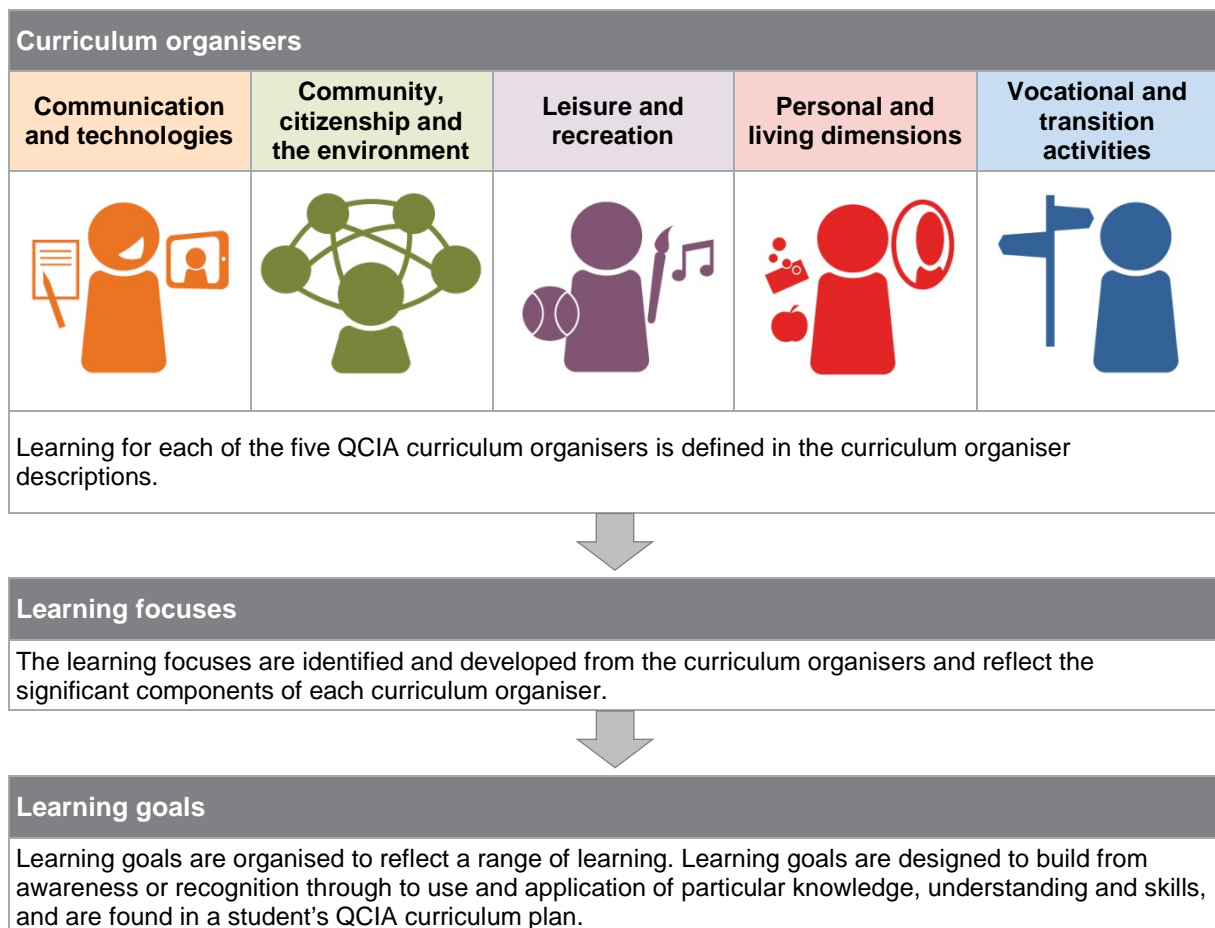 Curriculum organisers
Communication
and technologies
Community,
citizenship and
the environment
Leisure and
recreation
Personal and
living dimensions
Vocational and
transition
activities
Learning for each of the five QCIA curriculum organisers is defined in the curriculum organiser
descriptions.
Learning focuses
The learning focuses are identified and developed from the curriculum organisers and reflect the
significant components of each curriculum organiser.
Learning goals
Learning goals are organised to reflect a range of learning. Learning goals are designed to build from
awareness or recognition through to use and application of particular knowledge, understanding and skills,
and are found in a student's QCIA curriculum plan.